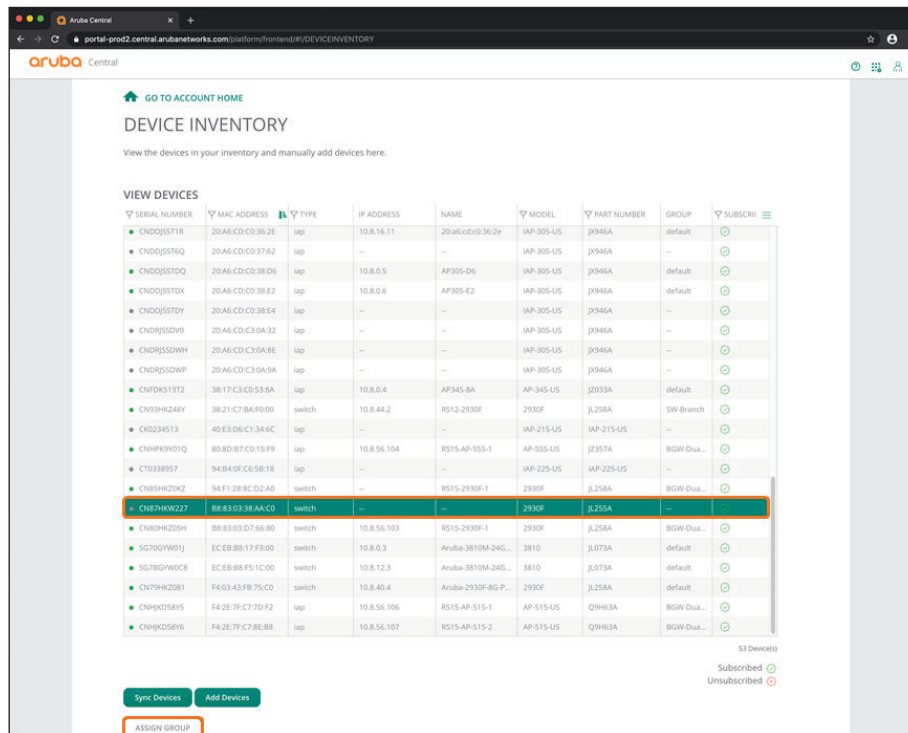 Aruba Central
portal-prod2.central.arubanetworks.com/platform/frontend/#!/DEVICEINVENTORY
aruba Central
GO TO ACCOUNT HOME
DEVICE INVENTORY
View the devices in your inventory and manually add devices here.
VIEW DEVICES
SERIAL NUMBER MAC ADDRESS TYPE IP ADDRESS NAME MODEL PART NUMBER GROUP SUBSCRI
CNDDJSST1R 20:A6:CD:C0:36:2E iap 10.8.16.11 20:a6:cd:c0:36:2e IAP-305-US JX946A default
CNDDJSS76Q 20:A6:CD:C0:37:62 iap -- -- IAP-305-US JX946A --
CNDDJSSTDQ 20:A6:CD:C0:38:D6 iap 10.8.0.5 AP305-D6 IAP-305-US JX946A default
CNDDJSSTDX 20:A6:CD:C0:38:E2 iap 10.8.0.6 AP305-E2 IAP-305-US JX946A default
CNDDJSSTDY 20:A6:CD:C0:38:E4 iap -- -- IAP-305-US JX946A --
CNDRJSSDV0 20:A6:CD:C3:0A:32 iap -- -- IAP-305-US JX946A --
CNDRJSSDWH 20:A6:CD:C3:0A:8E iap -- -- IAP-305-US JX946A --
CNDRJSSDWP 20:A6:CD:C3:0A:9A iap -- -- IAP-305-US JX946A --
CNFDK513T2 38:17:C3:C0:53:8A iap 10.8.0.4 AP345-8A AP-345-US JZ033A default
CN93HKZ48Y 38:21:C7:BA:F0:00 switch 10.8.44.2 RS12-2930F 2930F JL258A SW-Branch
CK0234513 40:E3:D6:C1:34:6C iap -- -- IAP-215-US IAP-215-US --
CNHPK9Y01Q 80:8D:B7:C0:15:F9 iap 10.8.56.104 RS15-AP-555-1 AP-555-US JZ357A BGW-Dua...
CT0338957 94:B4:0F:C6:5B:18 iap -- -- IAP-225-US IAP-225-US --
CN85HKZ0KZ 94:F1:28:8C:D2:A0 switch -- RS15-2930F-1 2930F JL258A BGW-Dua...
CN87HKW227 B8:83:03:38:AA:C0 switch -- -- 2930F JL255A --
CN80HKZ05H B8:83:03:D7:66:80 switch 10.8.56.103 RS15-2930F-1 2930F JL258A BGW-Dua...
SG70GYW01J EC:EB:B8:17:F3:00 switch 10.8.0.3 Aruba-3810M-24G... 3810 JL073A default
SG7BGYW0C8 EC:EB:B8:F5:1C:00 switch 10.8.12.3 Aruba-3810M-24G... 3810 JL073A default
CN79HKZ081 F4:03:43:FB:75:C0 switch 10.8.40.4 Aruba-2930F-8G-P... 2930F JL258A default
CNHJKD58YS F4:2E:7F:C7:7D:F2 iap 10.8.56.106 RS15-AP-515-1 AP-515-US Q9H63A BGW-Dua...
CNHJKD58Y6 F4:2E:7F:C7:8E:B8 iap 10.8.56.107 RS15-AP-515-2 AP-515-US Q9H63A BGW-Dua...
53 Device(s)
Subscribed
Unsubscribed
Sync Devices Add Devices
ASSIGN GROUP